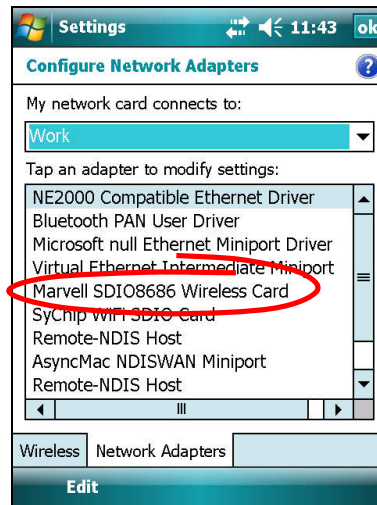 Settings 11:43 ok
Configure Network Adapters ?
My network card connects to:
Work
Tap an adapter to modify settings:
NE2000 Compatible Ethernet Driver
Bluetooth PAN User Driver
Microsoft null Ethernet Miniport Driver
Virtual Ethernet Intermediate Miniport
Marvell SDIO8686 Wireless Card
SyChip WiFi SDIO Card
Remote-NDIS Host
AsyncMac NDISWAN Miniport
Remote-NDIS Host
Wireless Network Adapters
Edit